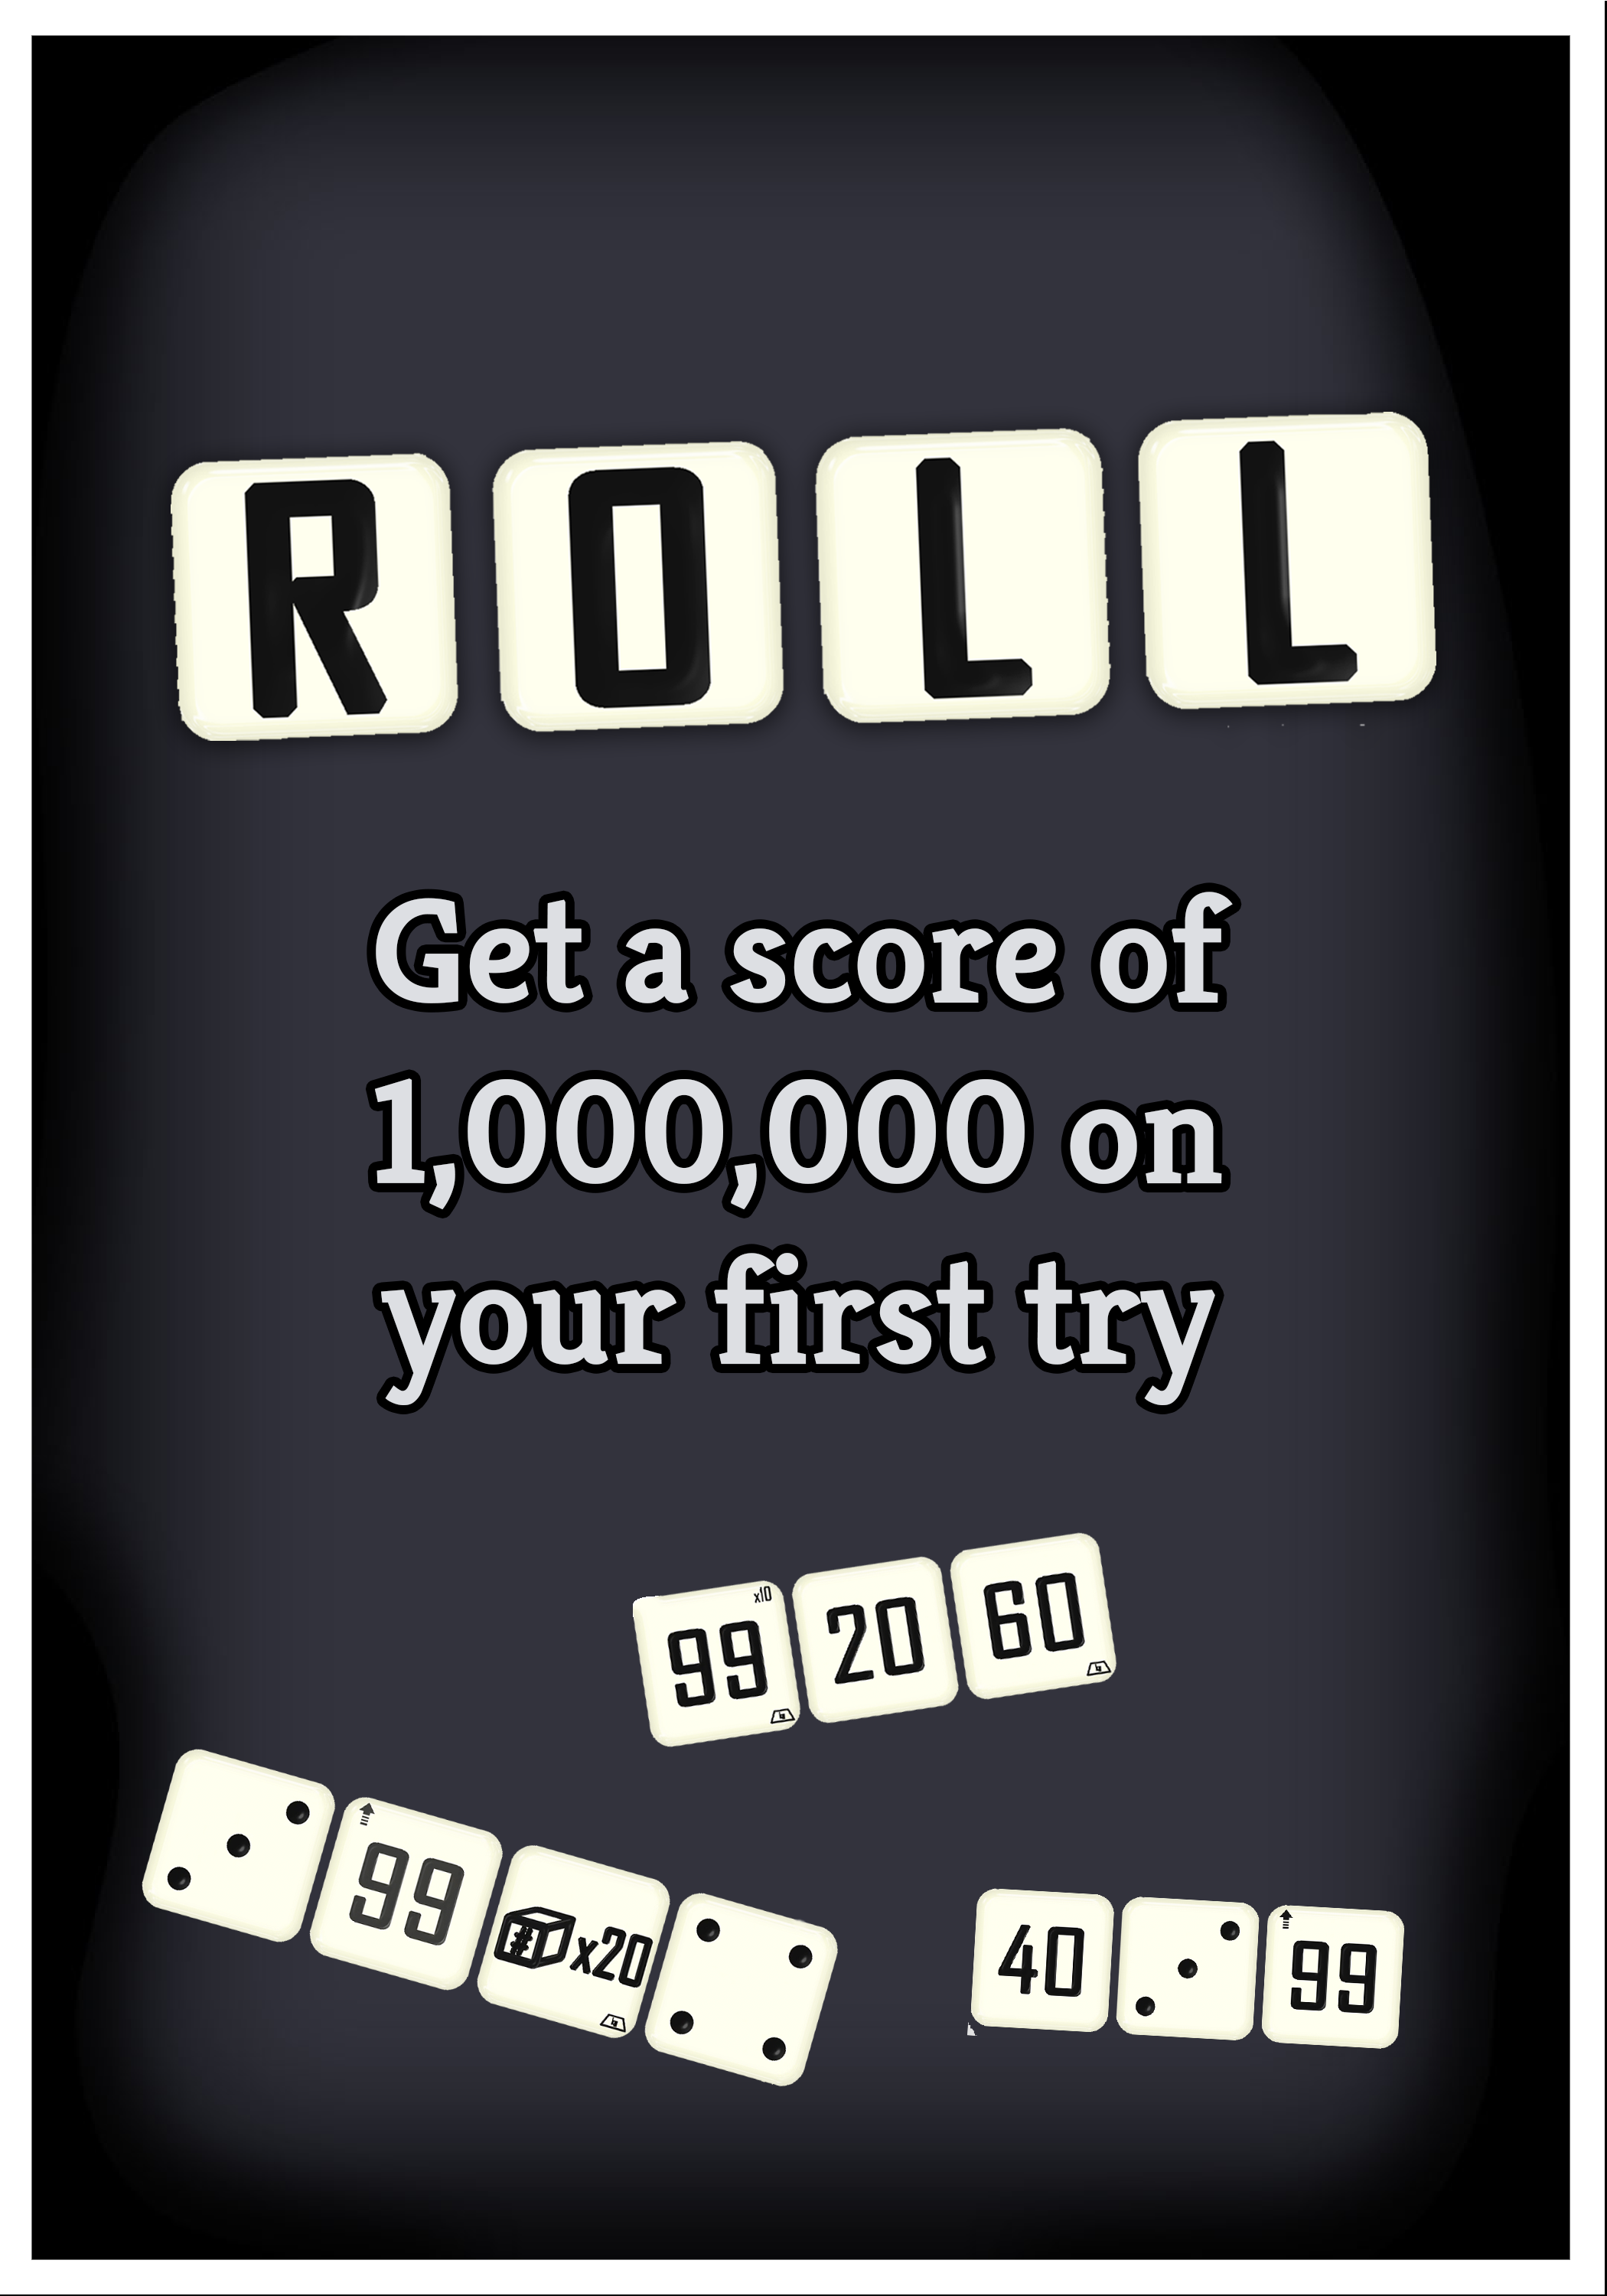 ROLL
Get a score of
1,000,000 on
your first try
x10
99 20 60
99 # x20
40 99